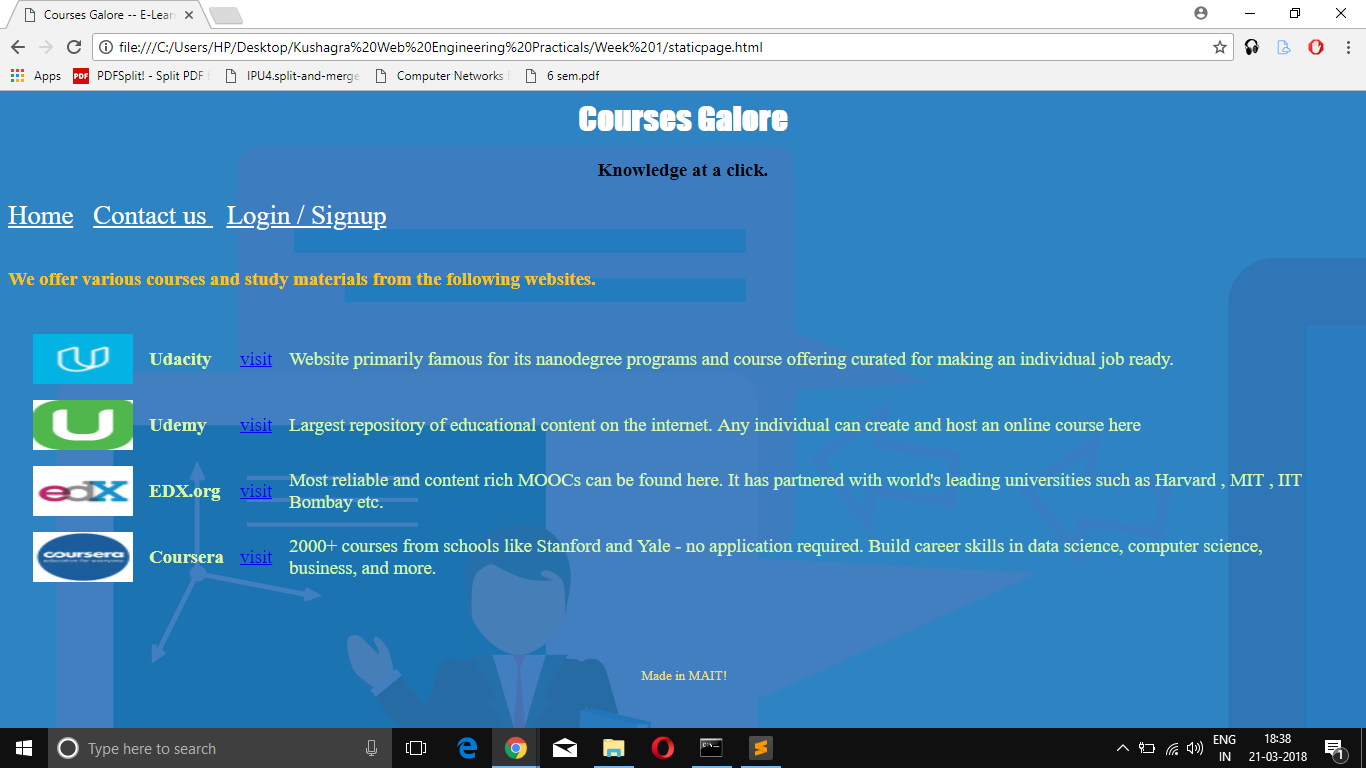 Courses Galore -- E-Lear
file:///C:/Users/HP/Desktop/Kushagra%20Web%20Engineering%20Practicals/Week%201/staticpage.html
Apps PDF PDFSplit! - Split PDF IPU4.split-and-merge Computer Networks 6 sem.pdf
Courses Galore
Knowledge at a click.
Home Contact us Login / Signup
We offer various courses and study materials from the following websites.
Udacity visit Website primarily famous for its nanodegree programs and course offering curated for making an individual job ready.
Udemy visit Largest repository of educational content on the internet. Any individual can create and host an online course here
edX EDX.org visit Most reliable and content rich MOOCs can be found here. It has partnered with world's leading universities such as Harvard , MIT , IIT
Bombay etc.
coursera Coursera visit 2000+ courses from schools like Stanford and Yale - no application required. Build career skills in data science, computer science,
business, and more.
Made in MAIT!
Type here to search
ENG 18:38
IN 21-03-2018 1